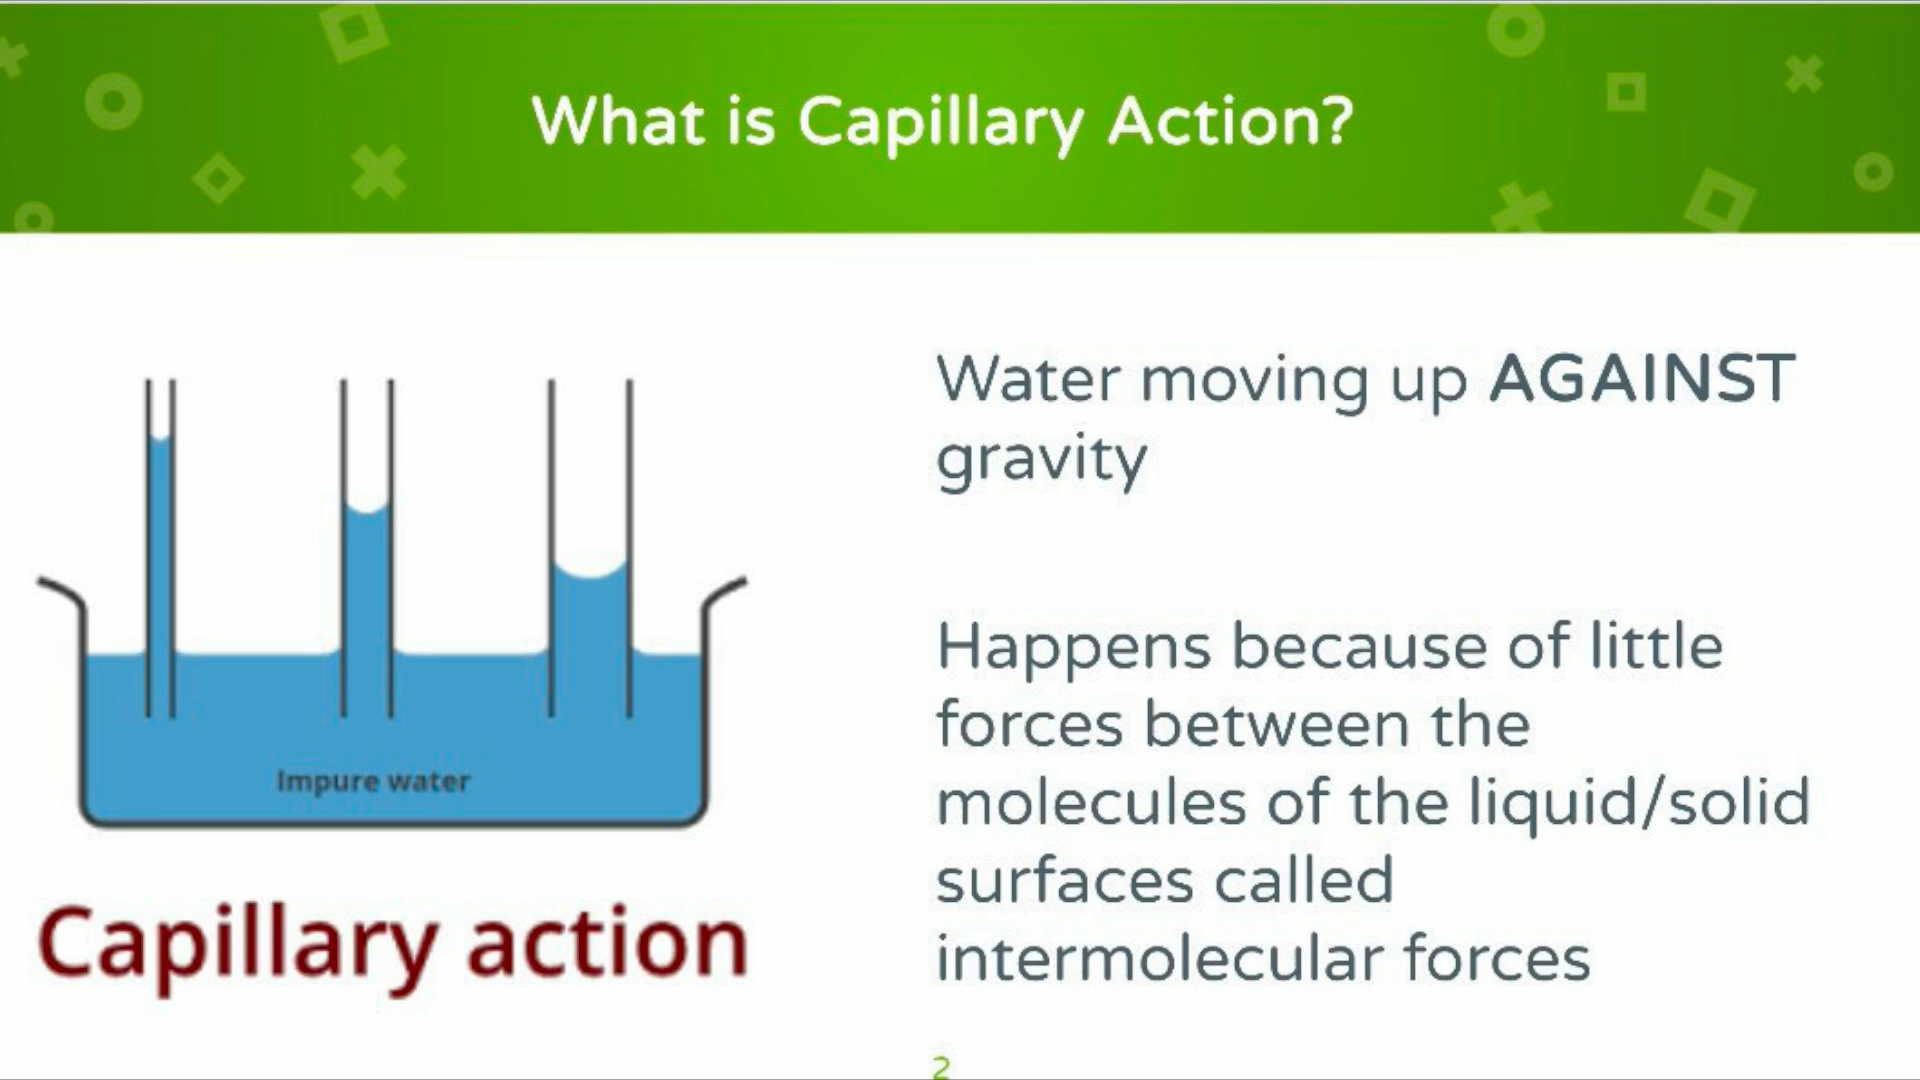 What is Capillary Action?
Water moving up AGAINST
gravity
Happens because of little
forces between the
molecules of the liquid/solid
surfaces called
intermolecular forces
Impure water
Capillary action
2